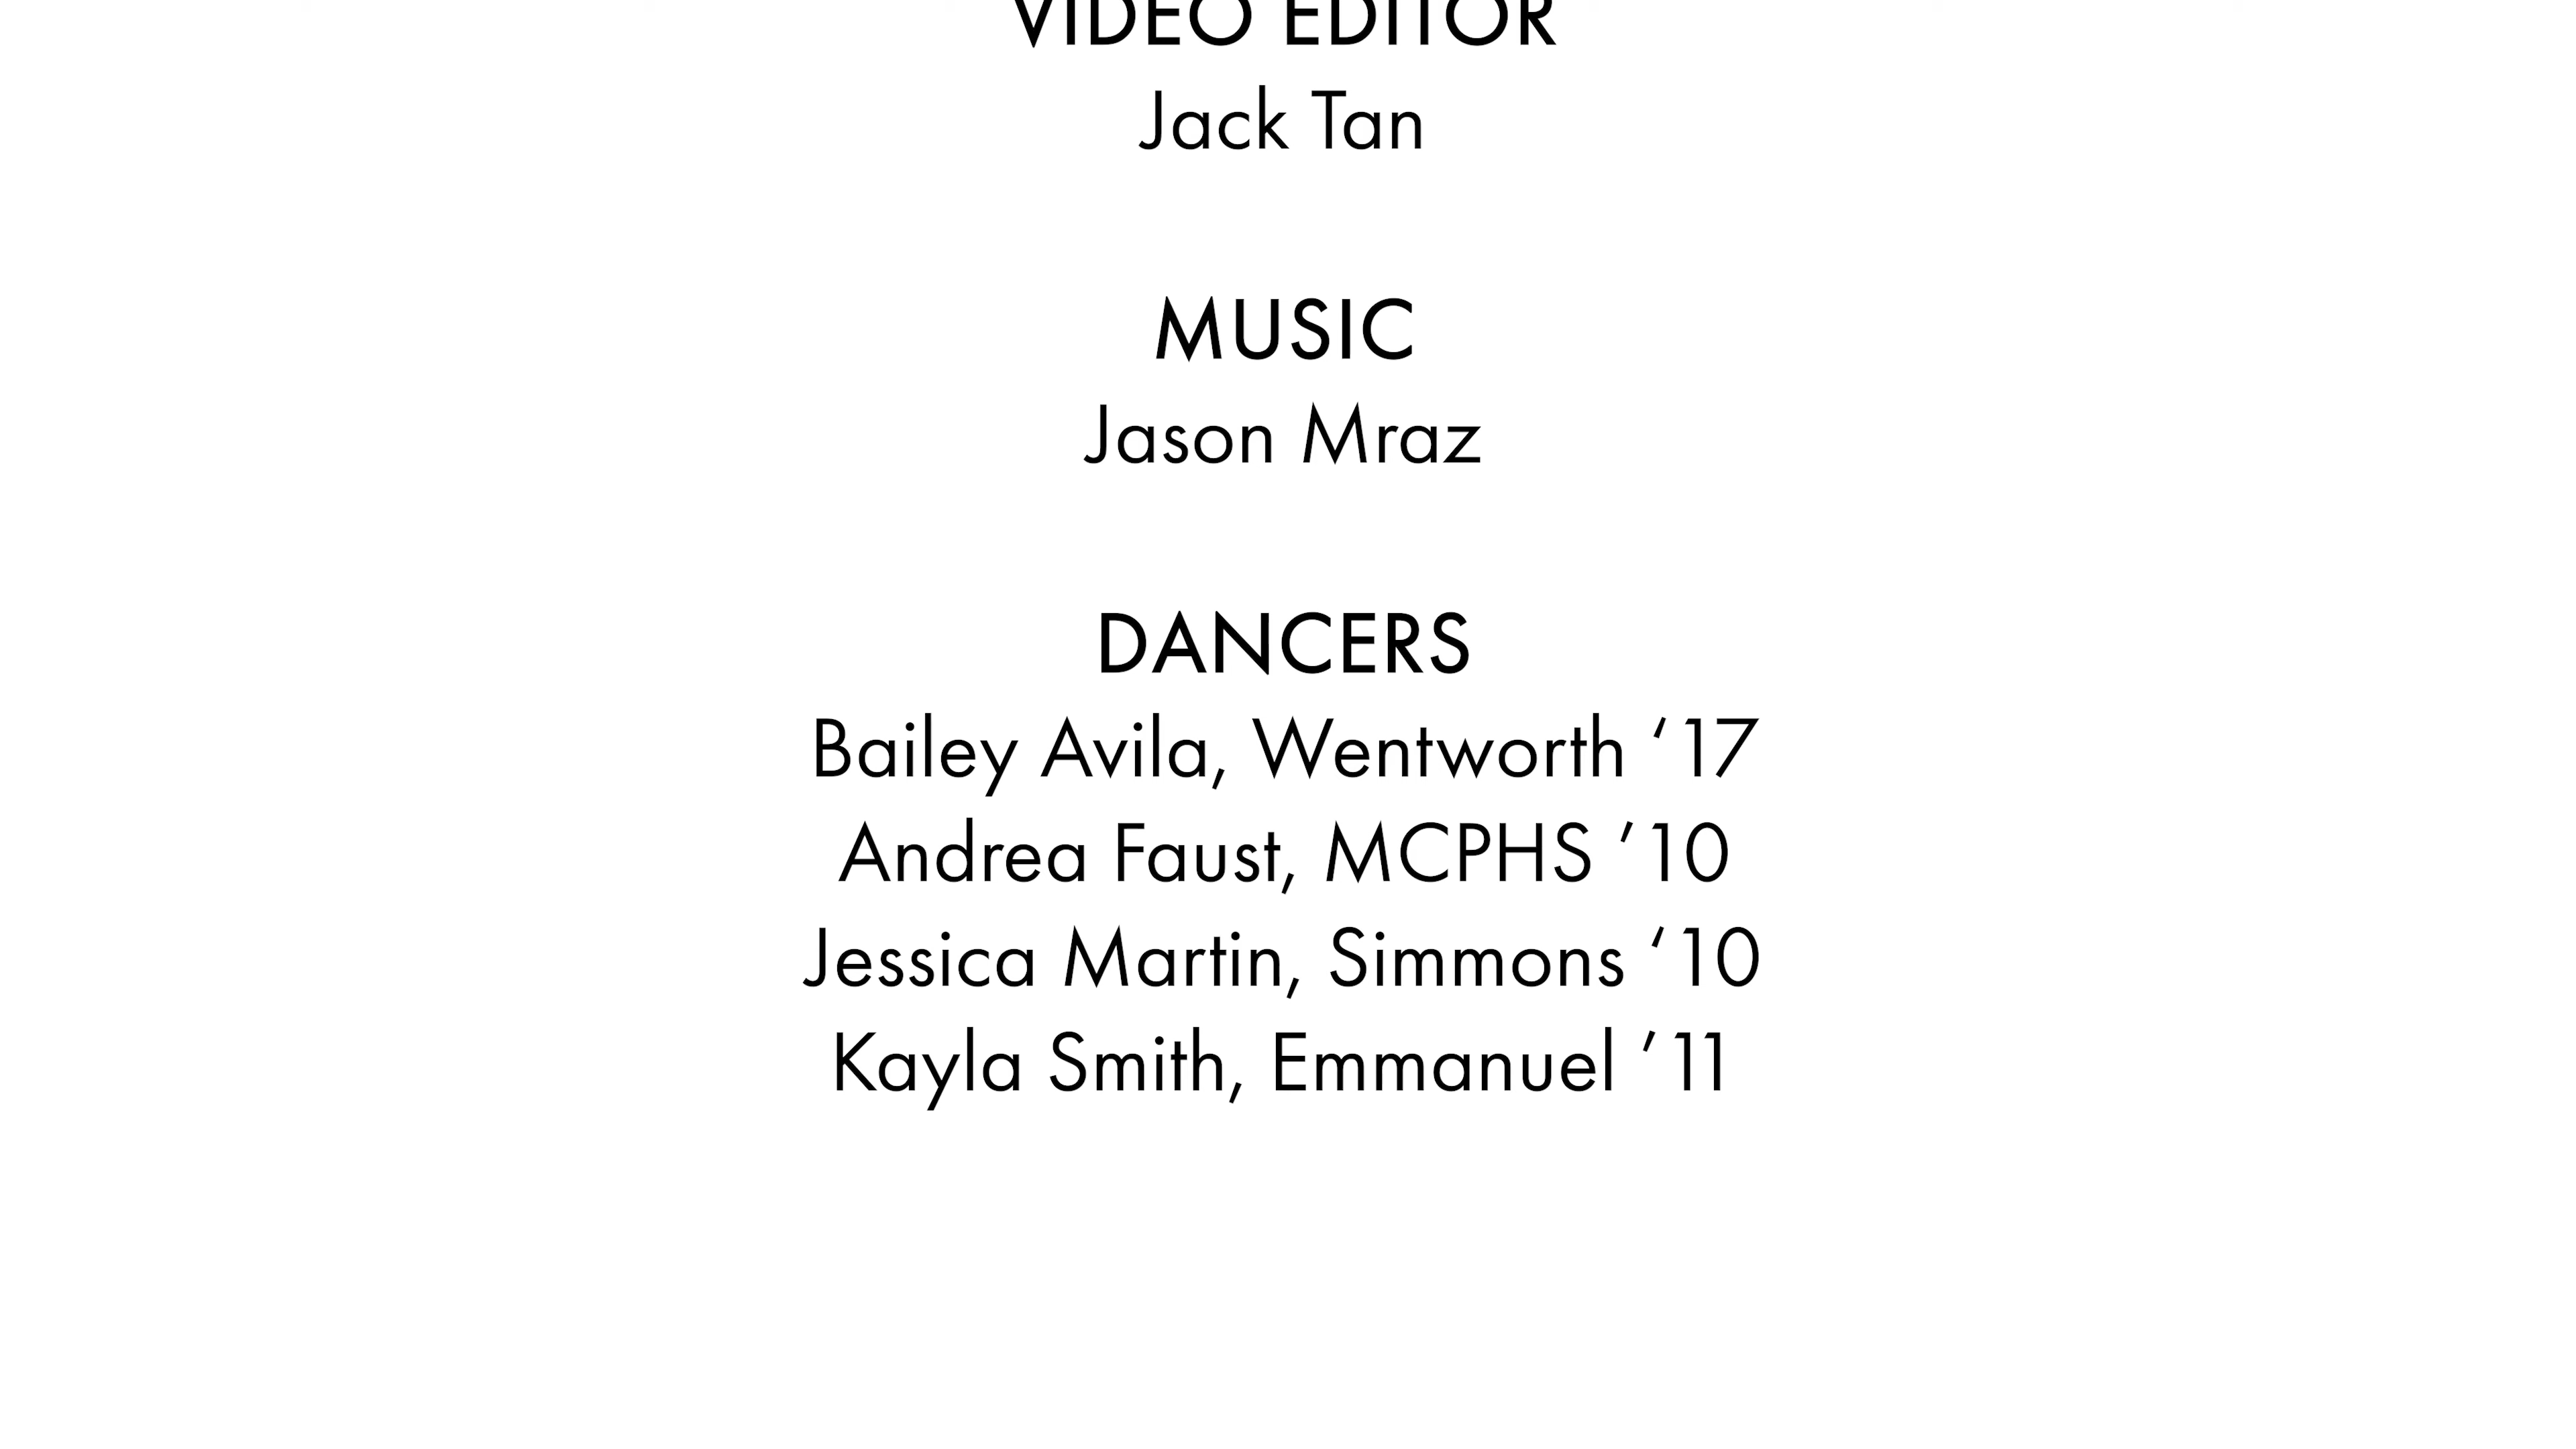 VIDEO EDITOR
Jack Tan
MUSIC
Jason Mraz
DANCERS
Bailey Avila, Wentworth ‘17
Andrea Faust, MCPHS ’10
Jessica Martin, Simmons ‘10
Kayla Smith, Emmanuel ’11